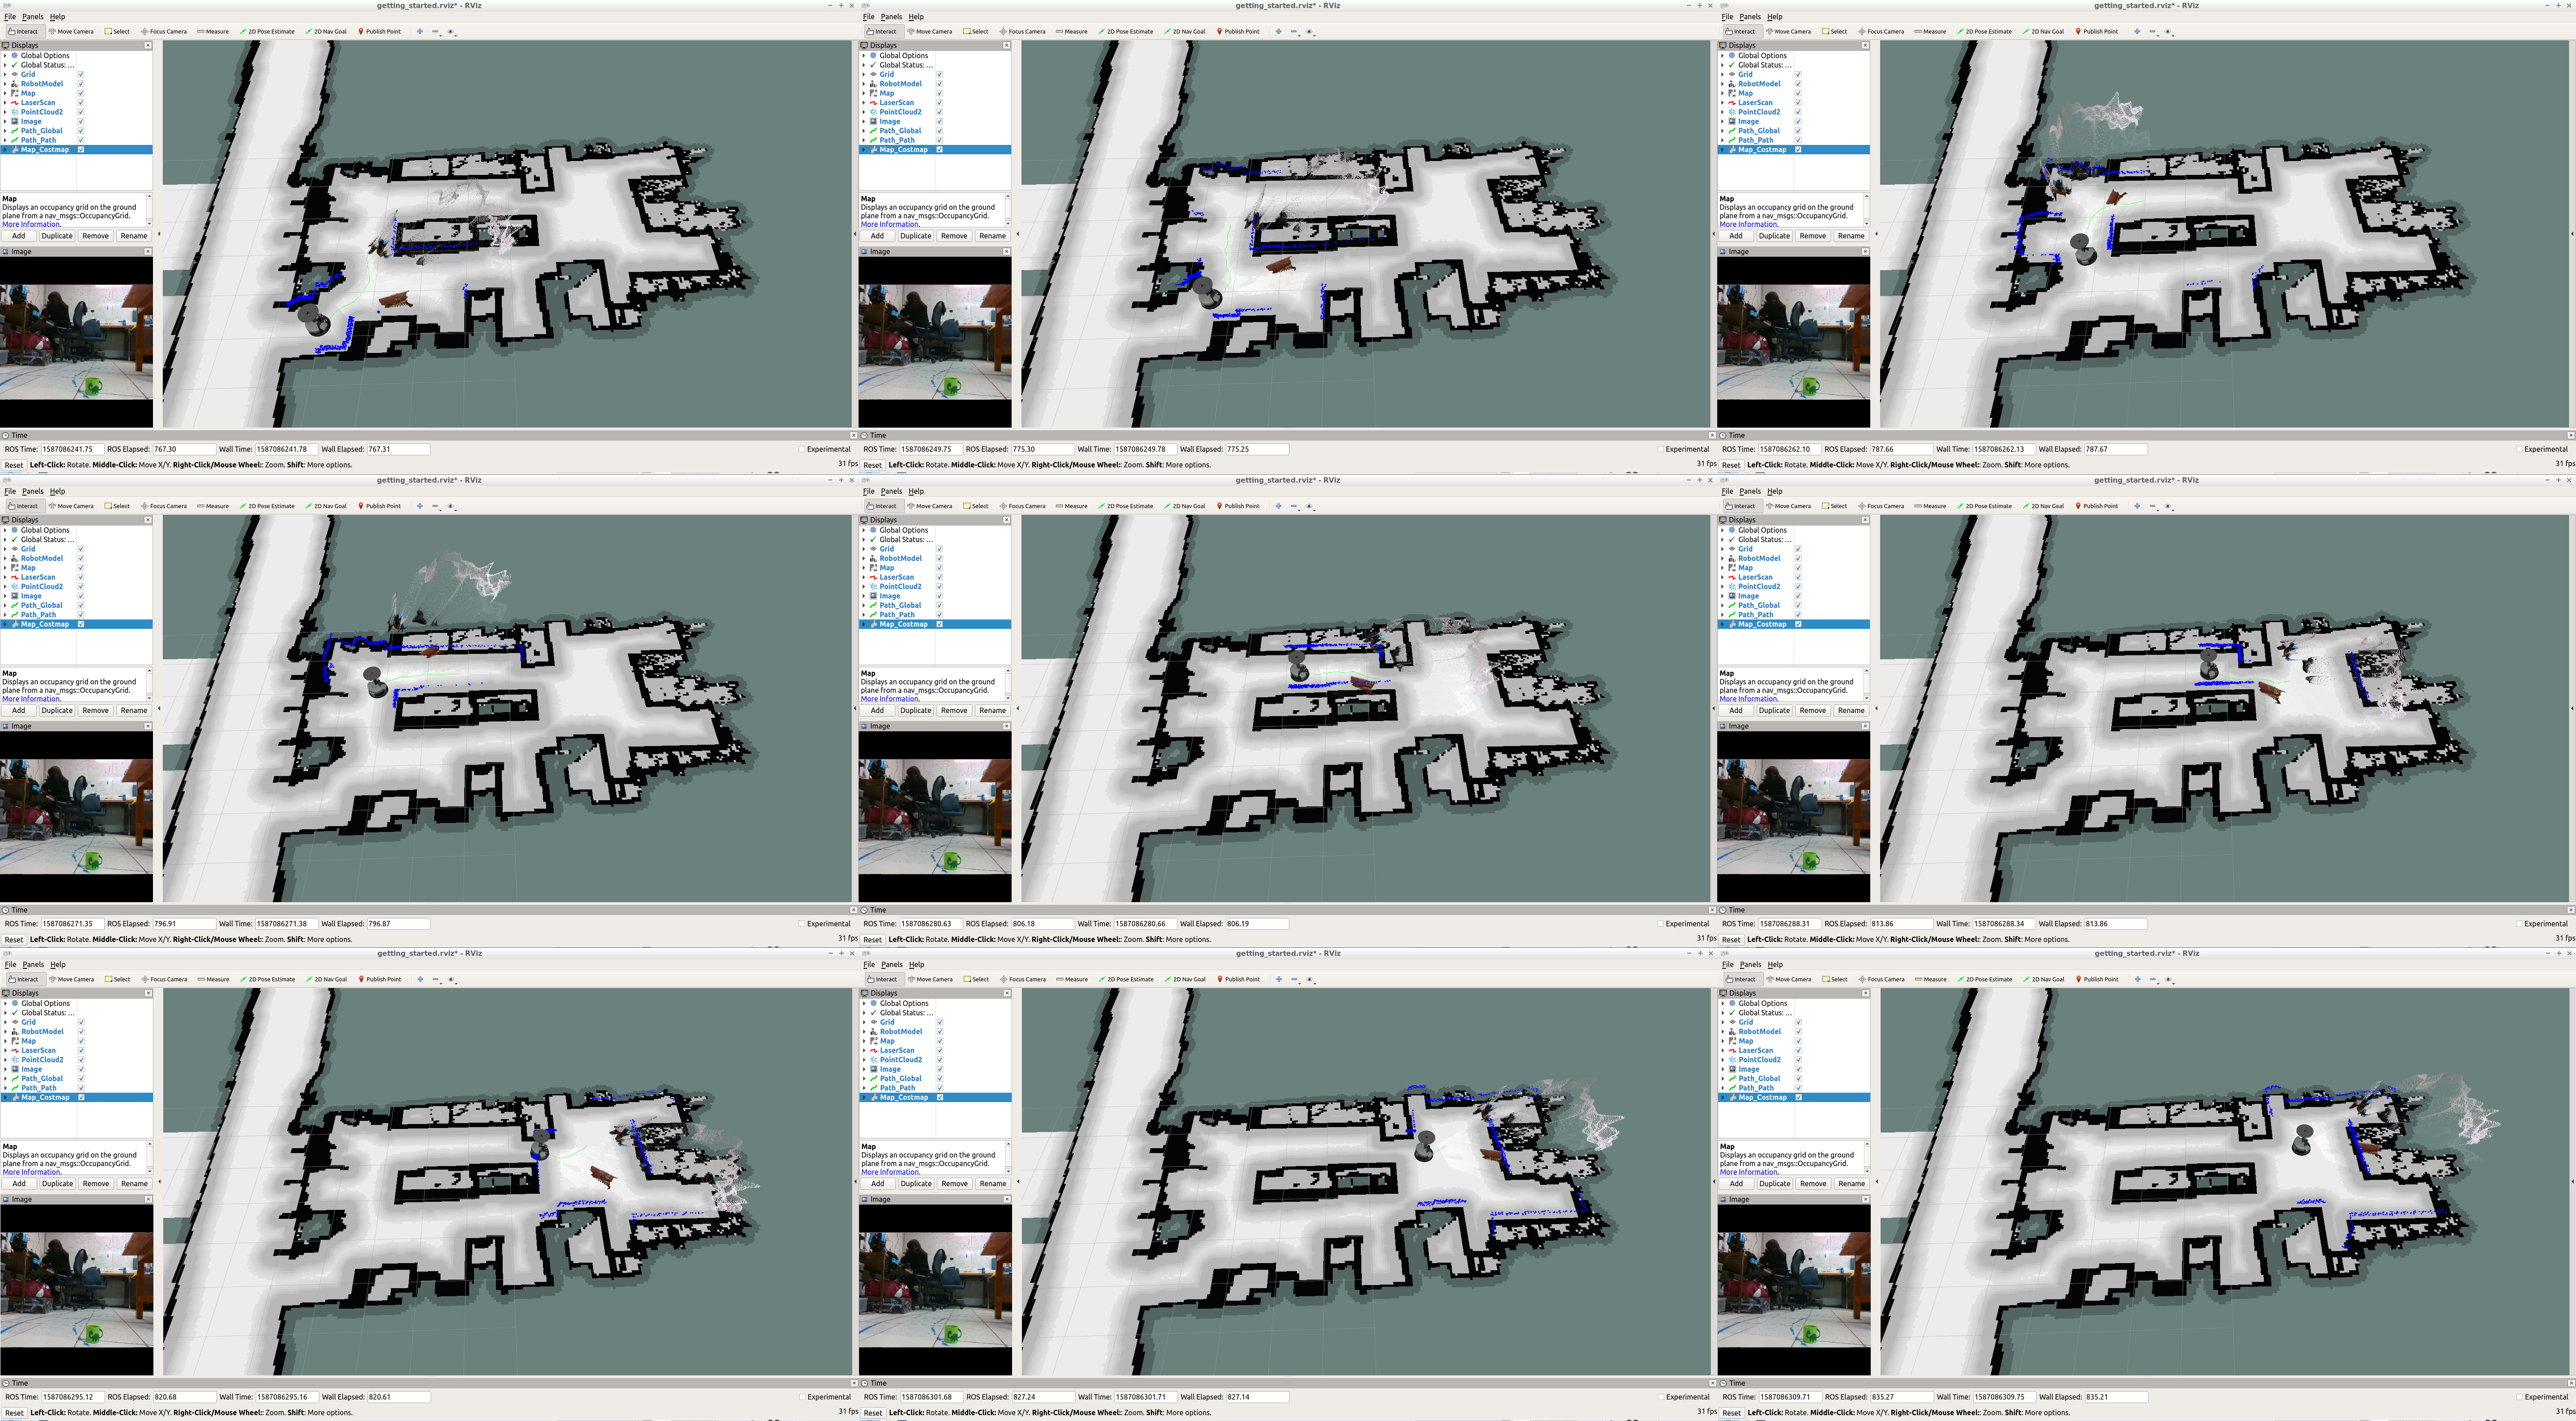 getting_started.rviz* - RViz
File Panels Help
Interact Move Camera Select Focus Camera Measure 2D Pose Estimate 2D Nav Goal Publish Point
Displays
Global Options
Global Status: ...
Grid
RobotModel
Map
LaserScan
PointCloud2
Image
Path_Global
Path_Path
Map_Costmap
Map
Displays an occupancy grid on the ground
plane from a nav_msgs::OccupancyGrid.
More Information.
Add Duplicate Remove Rename
Image
Time
ROS Time: 1587086241.75 ROS Elapsed: 767.30 Wall Time: 1587086241.78 Wall Elapsed: 767.31 Experimental
Reset Left-Click: Rotate. Middle-Click: Move X/Y. Right-Click/Mouse Wheel:: Zoom. Shift: More options. 31 fps
getting_started.rviz* - RViz
File Panels Help
Interact Move Camera Select Focus Camera Measure 2D Pose Estimate 2D Nav Goal Publish Point
Displays
Global Options
Global Status: ...
Grid
RobotModel
Map
LaserScan
PointCloud2
Image
Path_Global
Path_Path
Map_Costmap
Map
Displays an occupancy grid on the ground
plane from a nav_msgs::OccupancyGrid.
More Information.
Add Duplicate Remove Rename
Image
Time
ROS Time: 1587086249.75 ROS Elapsed: 775.30 Wall Time: 1587086249.78 Wall Elapsed: 775.25 Experimental
Reset Left-Click: Rotate. Middle-Click: Move X/Y. Right-Click/Mouse Wheel:: Zoom. Shift: More options. 31 fps
getting_started.rviz* - RViz
File Panels Help
Interact Move Camera Select Focus Camera Measure 2D Pose Estimate 2D Nav Goal Publish Point
Displays
Global Options
Global Status: ...
Grid
RobotModel
Map
LaserScan
PointCloud2
Image
Path_Global
Path_Path
Map_Costmap
Map
Displays an occupancy grid on the ground
plane from a nav_msgs::OccupancyGrid.
More Information.
Add Duplicate Remove Rename
Image
Time
ROS Time: 1587086262.10 ROS Elapsed: 787.66 Wall Time: 1587086262.13 Wall Elapsed: 787.67 Experimental
Reset Left-Click: Rotate. Middle-Click: Move X/Y. Right-Click/Mouse Wheel:: Zoom. Shift: More options. 31 fps
getting_started.rviz* - RViz
File Panels Help
Interact Move Camera Select Focus Camera Measure 2D Pose Estimate 2D Nav Goal Publish Point
Displays
Global Options
Global Status: ...
Grid
RobotModel
Map
LaserScan
PointCloud2
Image
Path_Global
Path_Path
Map_Costmap
Map
Displays an occupancy grid on the ground
plane from a nav_msgs::OccupancyGrid.
More Information.
Add Duplicate Remove Rename
Image
Time
ROS Time: 1587086271.35 ROS Elapsed: 796.91 Wall Time: 1587086271.38 Wall Elapsed: 796.87 Experimental
Reset Left-Click: Rotate. Middle-Click: Move X/Y. Right-Click/Mouse Wheel:: Zoom. Shift: More options. 31 fps
getting_started.rviz* - RViz
File Panels Help
Interact Move Camera Select Focus Camera Measure 2D Pose Estimate 2D Nav Goal Publish Point
Displays
Global Options
Global Status: ...
Grid
RobotModel
Map
LaserScan
PointCloud2
Image
Path_Global
Path_Path
Map_Costmap
Map
Displays an occupancy grid on the ground
plane from a nav_msgs::OccupancyGrid.
More Information.
Add Duplicate Remove Rename
Image
Time
ROS Time: 1587086280.63 ROS Elapsed: 806.18 Wall Time: 1587086280.66 Wall Elapsed: 806.19 Experimental
Reset Left-Click: Rotate. Middle-Click: Move X/Y. Right-Click/Mouse Wheel:: Zoom. Shift: More options. 31 fps
getting_started.rviz* - RViz
File Panels Help
Interact Move Camera Select Focus Camera Measure 2D Pose Estimate 2D Nav Goal Publish Point
Displays
Global Options
Global Status: ...
Grid
RobotModel
Map
LaserScan
PointCloud2
Image
Path_Global
Path_Path
Map_Costmap
Map
Displays an occupancy grid on the ground
plane from a nav_msgs::OccupancyGrid.
More Information.
Add Duplicate Remove Rename
Image
Time
ROS Time: 1587086288.31 ROS Elapsed: 813.86 Wall Time: 1587086288.34 Wall Elapsed: 813.86 Experimental
Reset Left-Click: Rotate. Middle-Click: Move X/Y. Right-Click/Mouse Wheel:: Zoom. Shift: More options. 31 fps
getting_started.rviz* - RViz
File Panels Help
Interact Move Camera Select Focus Camera Measure 2D Pose Estimate 2D Nav Goal Publish Point
Displays
Global Options
Global Status: ...
Grid
RobotModel
Map
LaserScan
PointCloud2
Image
Path_Global
Path_Path
Map_Costmap
Map
Displays an occupancy grid on the ground
plane from a nav_msgs::OccupancyGrid.
More Information.
Add Duplicate Remove Rename
Image
Time
ROS Time: 1587086295.12 ROS Elapsed: 820.68 Wall Time: 1587086295.16 Wall Elapsed: 820.61 Experimental
Reset Left-Click: Rotate. Middle-Click: Move X/Y. Right-Click/Mouse Wheel:: Zoom. Shift: More options. 31 fps
getting_started.rviz* - RViz
File Panels Help
Interact Move Camera Select Focus Camera Measure 2D Pose Estimate 2D Nav Goal Publish Point
Displays
Global Options
Global Status: ...
Grid
RobotModel
Map
LaserScan
PointCloud2
Image
Path_Global
Path_Path
Map_Costmap
Map
Displays an occupancy grid on the ground
plane from a nav_msgs::OccupancyGrid.
More Information.
Add Duplicate Remove Rename
Image
Time
ROS Time: 1587086301.68 ROS Elapsed: 827.24 Wall Time: 1587086301.71 Wall Elapsed: 827.14 Experimental
Reset Left-Click: Rotate. Middle-Click: Move X/Y. Right-Click/Mouse Wheel:: Zoom. Shift: More options. 31 fps
getting_started.rviz* - RViz
File Panels Help
Interact Move Camera Select Focus Camera Measure 2D Pose Estimate 2D Nav Goal Publish Point
Displays
Global Options
Global Status: ...
Grid
RobotModel
Map
LaserScan
PointCloud2
Image
Path_Global
Path_Path
Map_Costmap
Map
Displays an occupancy grid on the ground
plane from a nav_msgs::OccupancyGrid.
More Information.
Add Duplicate Remove Rename
Image
Time
ROS Time: 1587086309.71 ROS Elapsed: 835.27 Wall Time: 1587086309.75 Wall Elapsed: 835.21 Experimental
Reset Left-Click: Rotate. Middle-Click: Move X/Y. Right-Click/Mouse Wheel:: Zoom. Shift: More options. 31 fps